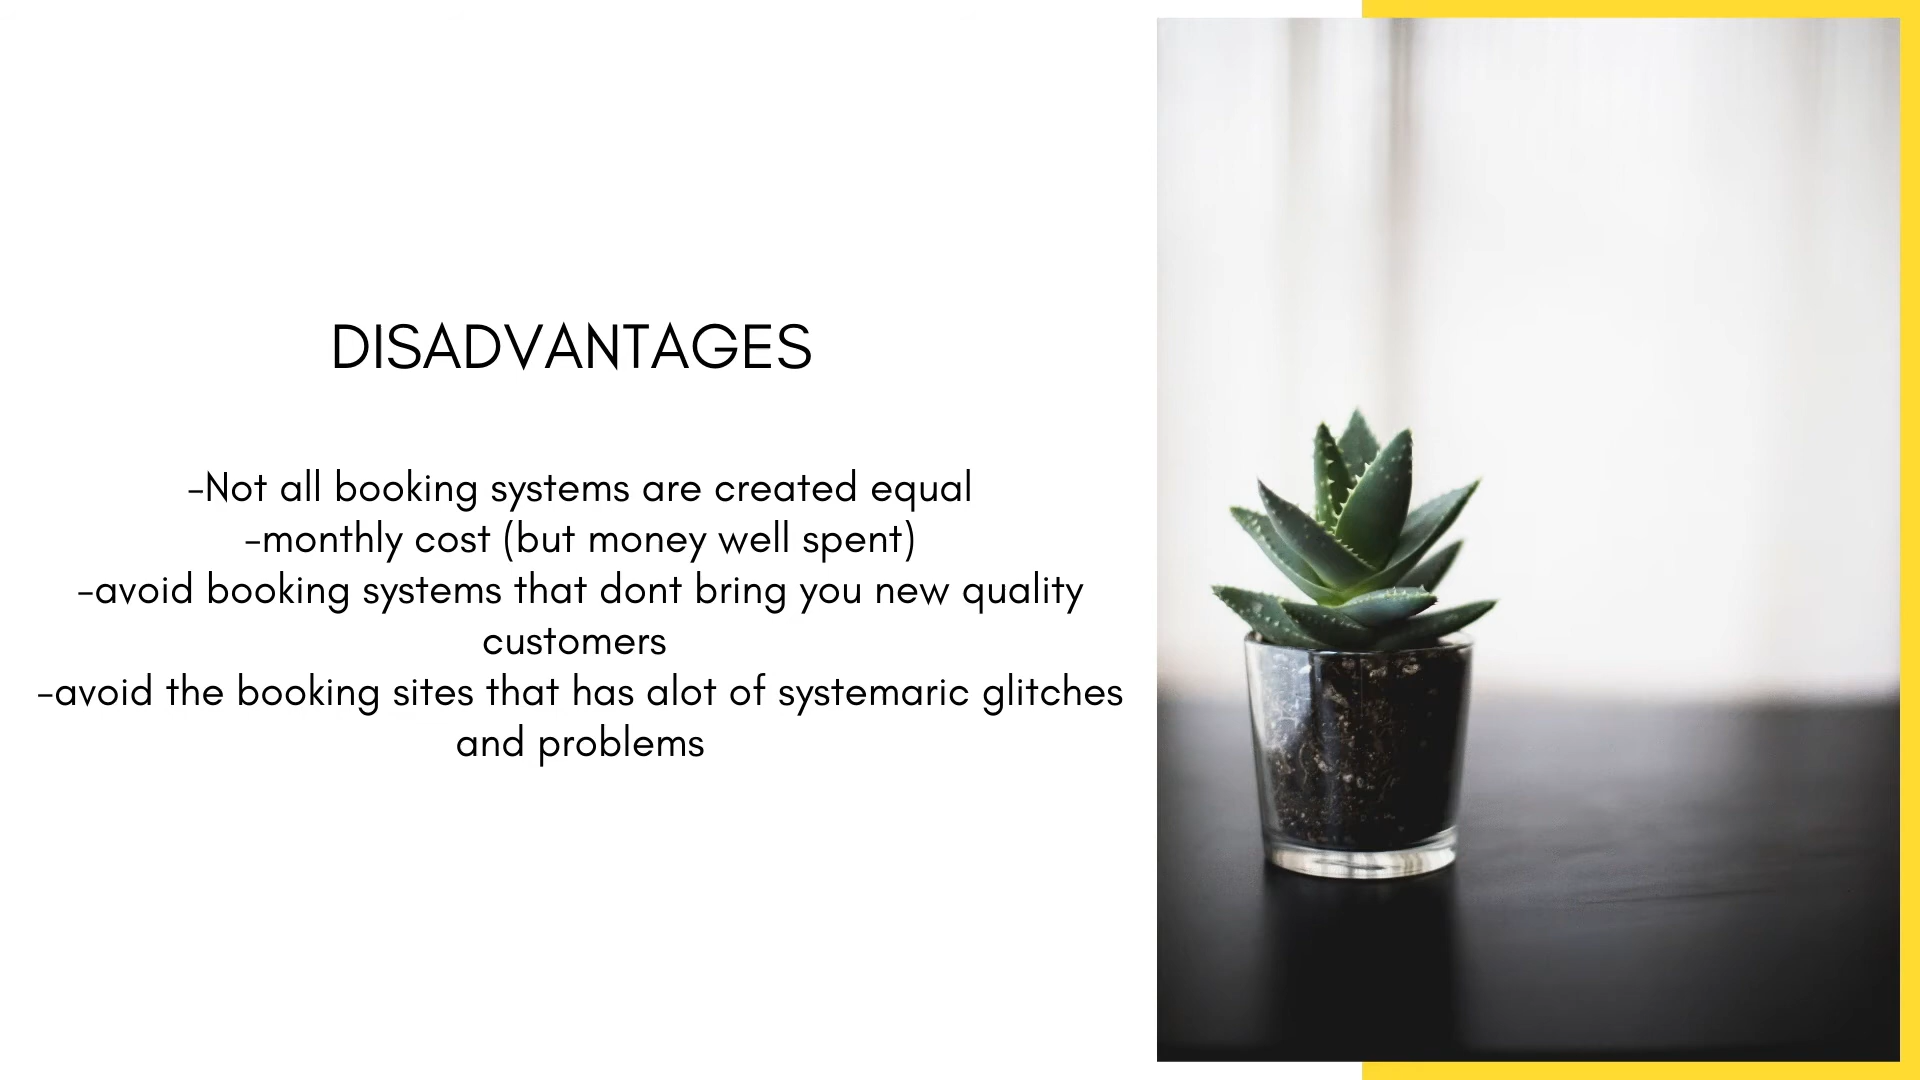 DISADVANTAGES
-Not all booking systems are created equal
-monthly cost (but money well spent)
-avoid booking systems that dont bring you new quality
customers
-avoid the booking sites that has alot of systemaric glitches
and problems